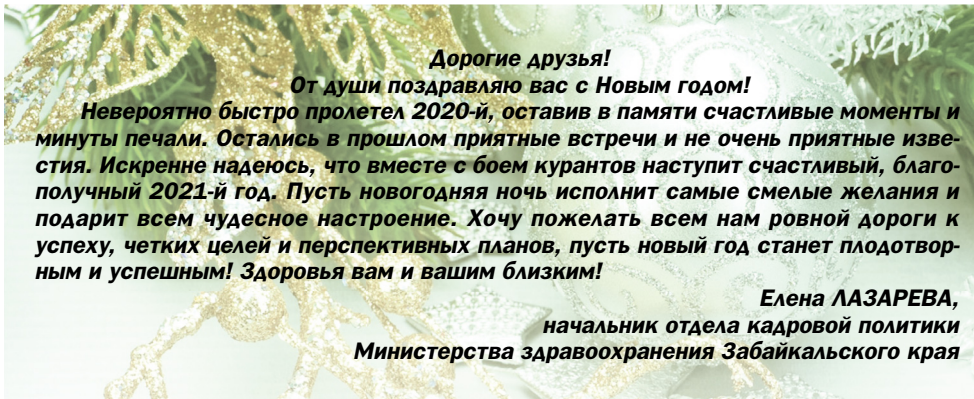 Дорогие друзья!
От души поздравляю вас с Новым годом!
Невероятно быстро пролетел 2020-й, оставив в памяти счастливые моменты и
минуты печали. Остались в прошлом приятные встречи и не очень приятные изве-
стия. Искренне надеюсь, что вместе с боем курантов наступит счастливый, благо-
получный 2021-й год. Пусть новогодняя ночь исполнит самые смелые желания и
подарит всем чудесное настроение. Хочу пожелать всем нам ровной дороги к
успеху, четких целей и перспективных планов, пусть новый год станет плодотвор-
ным и успешным! Здоровья вам и вашим близким!
Елена ЛАЗАРЕВА,
начальник отдела кадровой политики
Министерства здравоохранения Забайкальского края